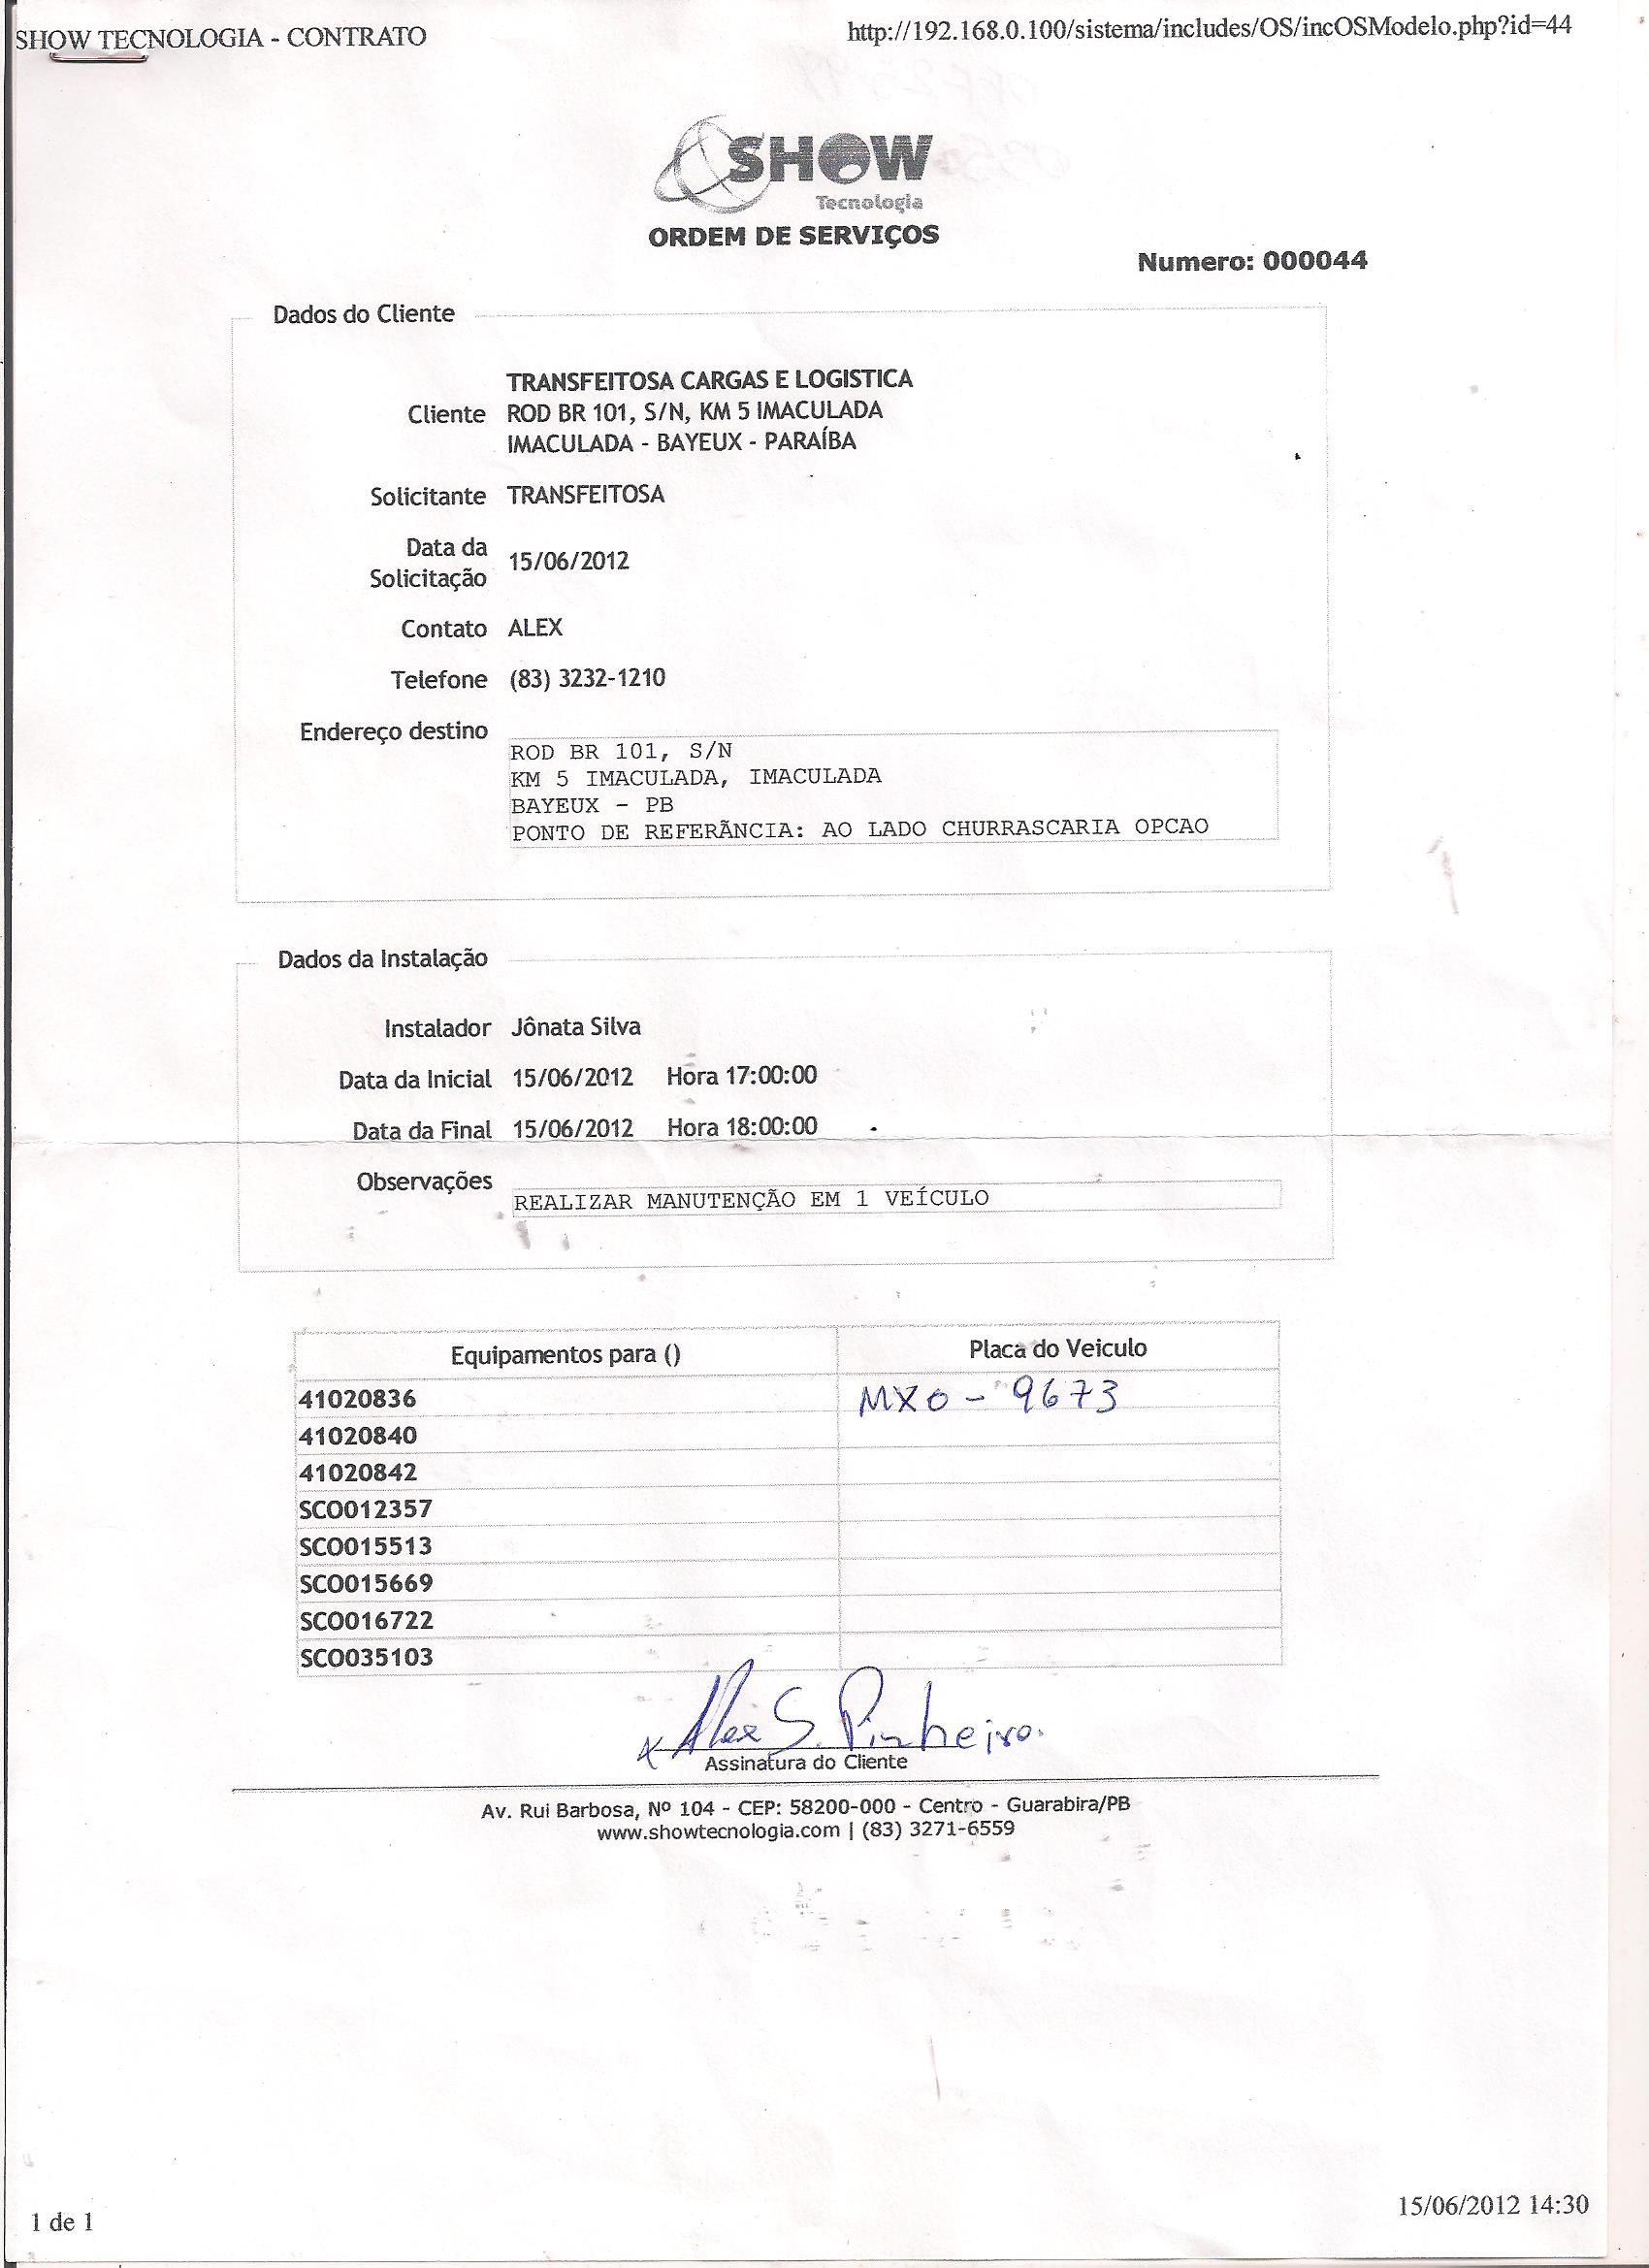 SHOW TECNOLOGIA - CONTRATO
http://192.168.0.100/sistema/includes/OS/incOSModelo.php?id=44
SHOW
Tecnologia
ORDEM DE SERVIÇOS
Numero: 000044
Dados do Cliente
TRANSFEITOSA CARGAS E LOGISTICA
Cliente ROD BR 101, S/N, KM 5 IMACULADA
IMACULADA - BAYEUX - PARAÍBA
Solicitante TRANSFEITOSA
Data da
Solicitação 15/06/2012
Contato ALEX
Telefone (83) 3232-1210
Endereço destino
ROD BR 101, S/N
KM 5 IMACULADA, IMACULADA
BAYEUX - PB
PONTO DE REFERÃNCIA: AO LADO CHURRASCARIA OPCAO
Dados da Instalação
Instalador Jônata Silva
Data da Inicial 15/06/2012 Hora 17:00:00
Data da Final 15/06/2012 Hora 18:00:00
Observações
REALIZAR MANUTENÇÃO EM 1 VEÍCULO
Equipamentos para () Placa do Veiculo
41020836 MXO - 9673
41020840
41020842
SCO012357
SCO015513
SCO015669
SCO016722
SCO035103
x Alex S. Pinheiro.
Assinatura do Cliente
Av. Rui Barbosa, Nº 104 - CEP: 58200-000 - Centro - Guarabira/PB
www.showtecnologia.com | (83) 3271-6559
1 de 1
15/06/2012 14:30